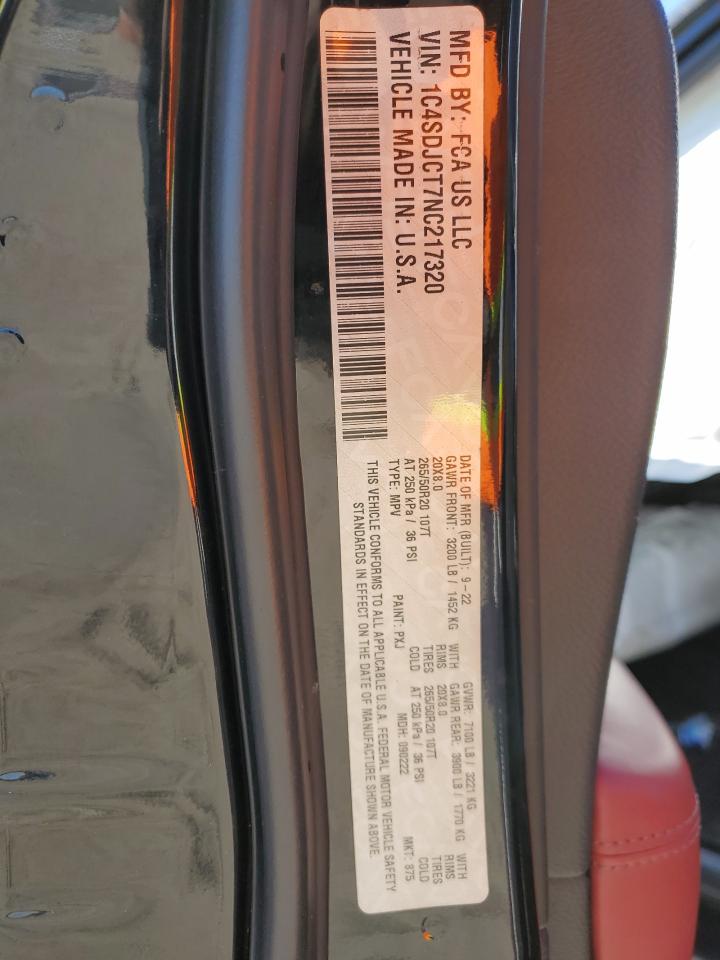 MFD BY: FCA US LLC
VIN: 1C4SDJCT7NC217320
VEHICLE MADE IN: U.S.A.
DATE OF MFR (BUILT): 9-22 GVWR: 7100 LB / 3221 KG
GAWR FRONT: 3200 LB / 1452 KG WITH GAWR REAR: 3900 LB / 1770 KG WITH
20X8.0 RIMS 20X8.0 RIMS
265/50R20 107T TIRES 265/50R20 107T TIRES
AT 250 kPa / 36 PSI COLD AT 250 kPa / 36 PSI COLD
TYPE: MPV PAINT: PXJ MDH: 090222 MKT: 875
THIS VEHICLE CONFORMS TO ALL APPLICABLE U.S.A. FEDERAL MOTOR VEHICLE SAFETY
STANDARDS IN EFFECT ON THE DATE OF MANUFACTURE SHOWN ABOVE.